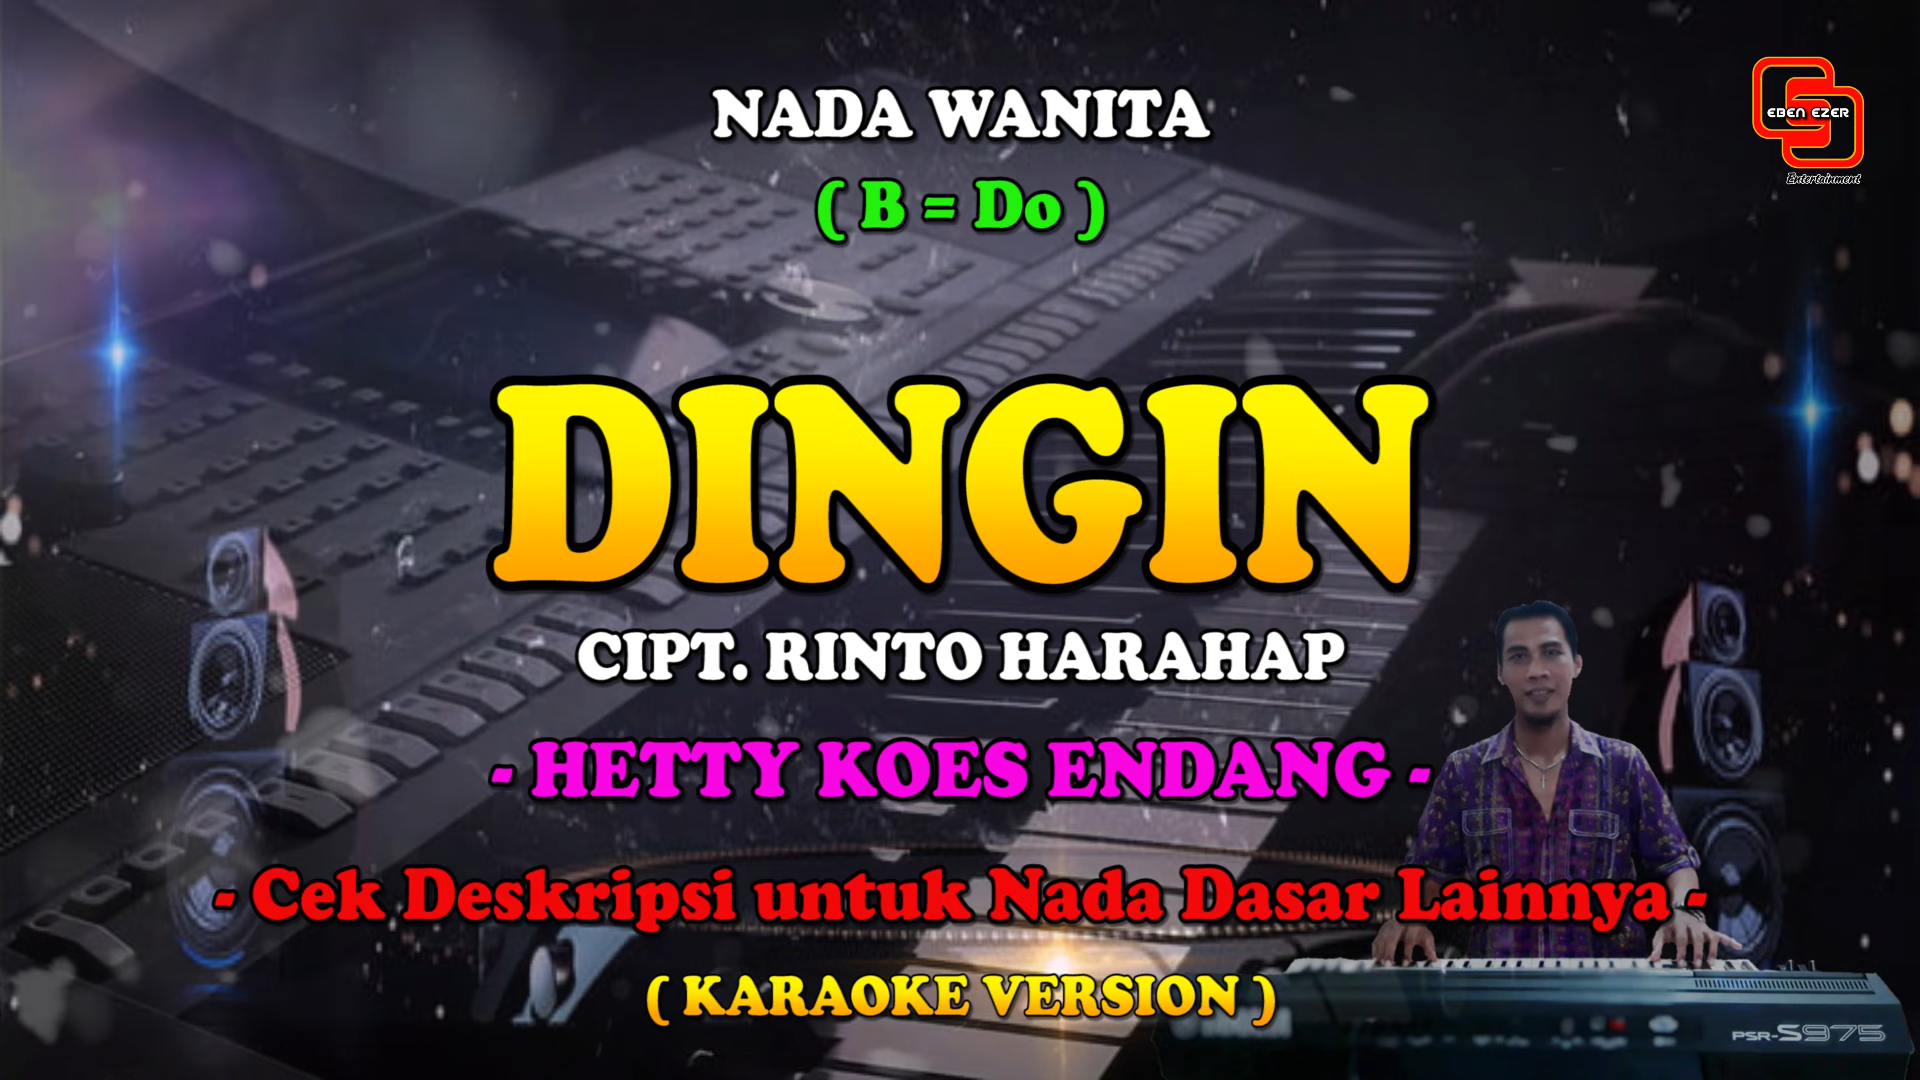 NADA WANITA
( B = Do )
EBEN EZER
Entertainment
DINGIN
CIPT. RINTO HARAHAP
- HETTY KOES ENDANG -
- Cek Deskripsi untuk Nada Dasar Lainnya -
( KARAOKE VERSION )
PSR-S975